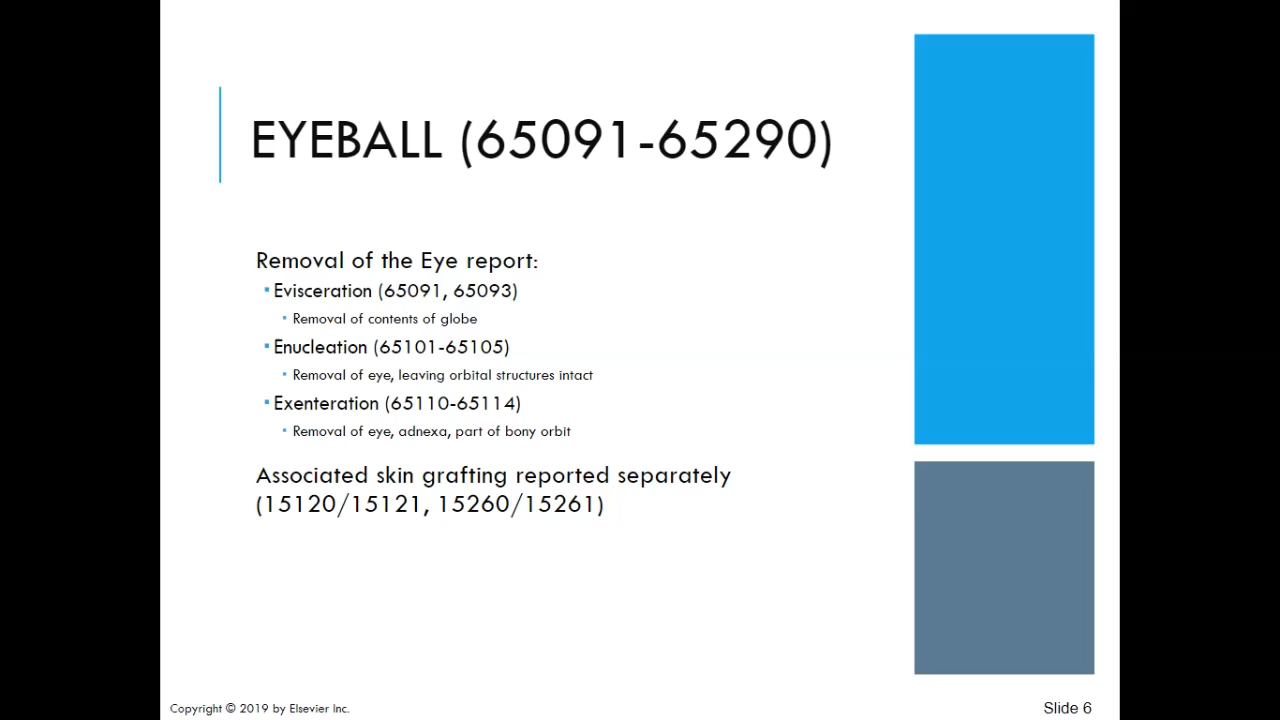 EYEBALL (65091-65290)
Removal of the Eye report:
▪Evisceration (65091, 65093)
▪ Removal of contents of globe
▪Enucleation (65101-65105)
▪ Removal of eye, leaving orbital structures intact
▪Exenteration (65110-65114)
▪ Removal of eye, adnexa, part of bony orbit
Associated skin grafting reported separately
(15120/15121, 15260/15261)
Copyright © 2019 by Elsevier Inc.
Slide 6